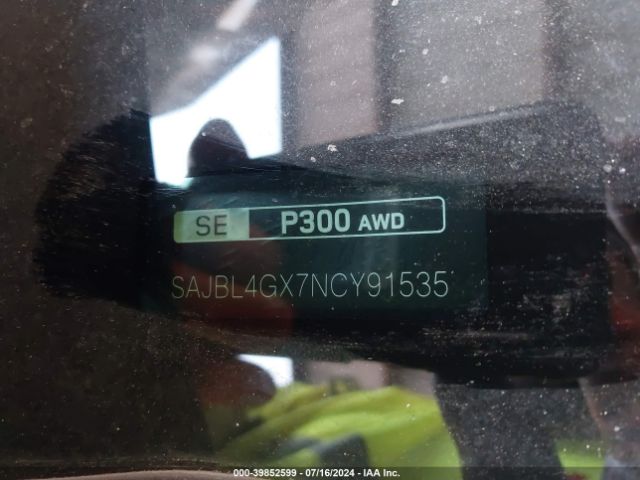 SE P300 AWD
SAJBL4GX7NCY91535
000-39852599 - 07/16/2024 - IAA Inc.